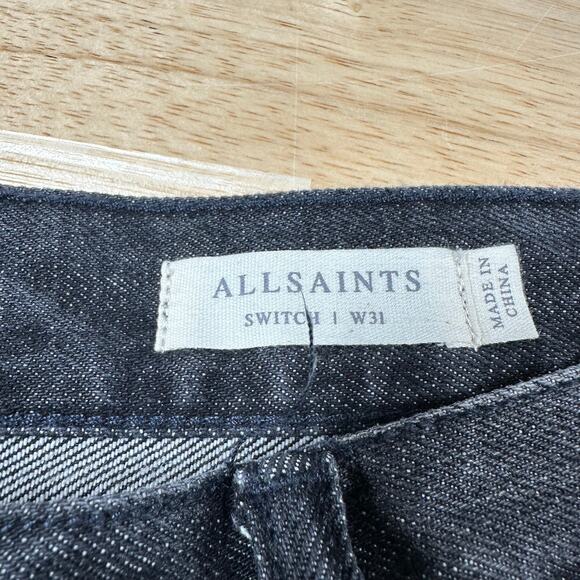 ALLSAINTS
SWITCH | W31
MADE IN
CHINA